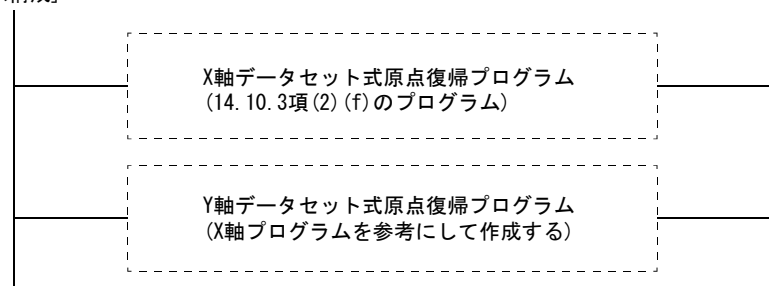 X軸データセット式原点復帰プログラム
(14.10.3項(2)(f)のプログラム)
Y軸データセット式原点復帰プログラム
(X軸プログラムを参考にして作成する)